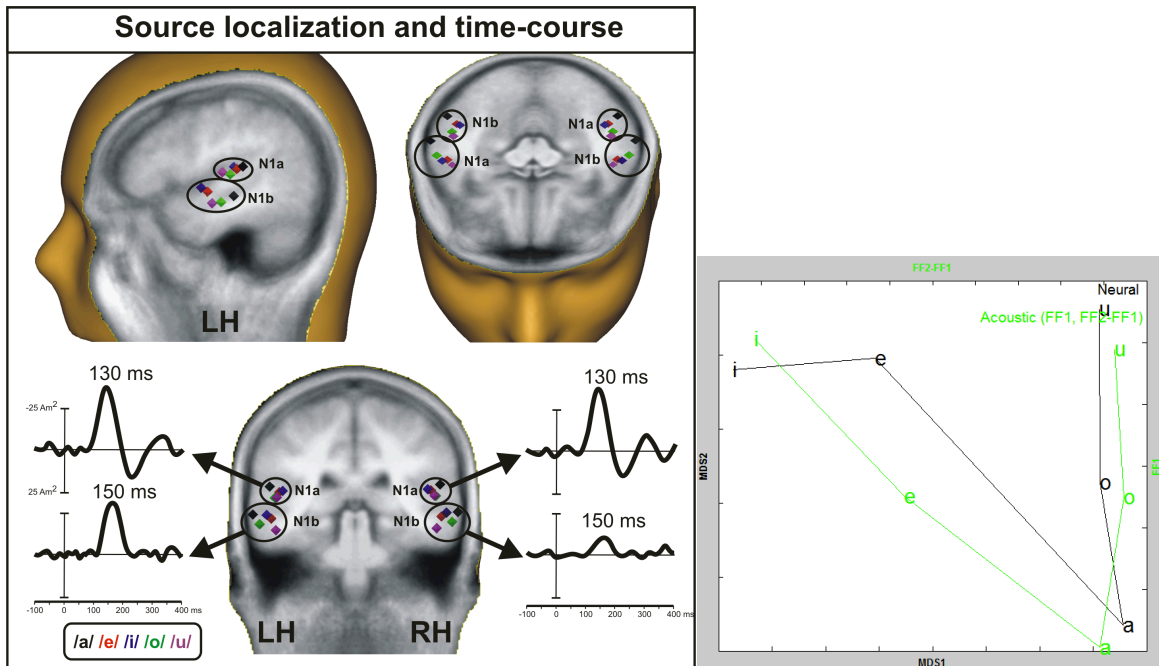 Source localization and time-course
N1a
N1b
LH
N1b
N1a
N1a
N1b
130 ms
-25 Am2
25 Am2
150 ms
-100 0 100 200 300 400 ms
/a/ /e/ /i/ /o/ /u/
N1a
N1b
N1a
N1b
LH
RH
130 ms
150 ms
-100 0 100 200 300 400 ms
FF2-FF1
Neural
u
Acoustic (FF1, FF2-FF1)
i
u
i
e
MDS2
FF1
e
o
o
a
a
MDS1